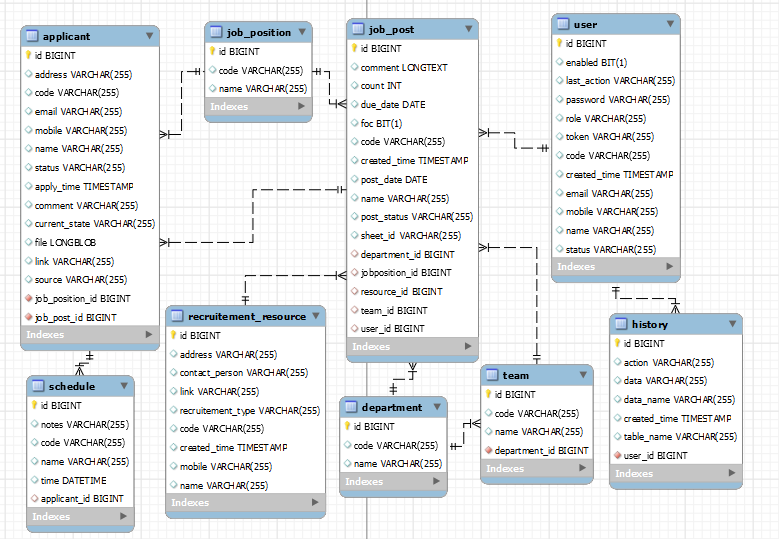 applicant
id BIGINT
address VARCHAR(255)
code VARCHAR(255)
email VARCHAR(255)
mobile VARCHAR(255)
name VARCHAR(255)
status VARCHAR(255)
apply_time TIMESTAMP
comment VARCHAR(255)
current_state VARCHAR(255)
file LONGBLOB
link VARCHAR(255)
source VARCHAR(255)
job_position_id BIGINT
job_post_id BIGINT
Indexes
job_position
id BIGINT
code VARCHAR(255)
name VARCHAR(255)
Indexes
job_post
id BIGINT
comment LONGTEXT
count INT
due_date DATE
foc BIT(1)
code VARCHAR(255)
created_time TIMESTAMP
post_date DATE
name VARCHAR(255)
post_status VARCHAR(255)
sheet_id VARCHAR(255)
department_id BIGINT
jobposition_id BIGINT
resource_id BIGINT
team_id BIGINT
user_id BIGINT
Indexes
user
id BIGINT
enabled BIT(1)
last_action VARCHAR(255)
password VARCHAR(255)
role VARCHAR(255)
token VARCHAR(255)
code VARCHAR(255)
created_time TIMESTAMP
email VARCHAR(255)
mobile VARCHAR(255)
name VARCHAR(255)
status VARCHAR(255)
Indexes
schedule
id BIGINT
notes VARCHAR(255)
code VARCHAR(255)
name VARCHAR(255)
time DATETIME
applicant_id BIGINT
Indexes
recruitement_resource
id BIGINT
address VARCHAR(255)
contact_person VARCHAR(255)
link VARCHAR(255)
recruitement_type VARCHAR(255)
code VARCHAR(255)
created_time TIMESTAMP
mobile VARCHAR(255)
name VARCHAR(255)
Indexes
department
id BIGINT
code VARCHAR(255)
name VARCHAR(255)
Indexes
team
id BIGINT
code VARCHAR(255)
name VARCHAR(255)
department_id BIGINT
Indexes
history
id BIGINT
action VARCHAR(255)
data VARCHAR(255)
data_name VARCHAR(255)
created_time TIMESTAMP
table_name VARCHAR(255)
user_id BIGINT
Indexes